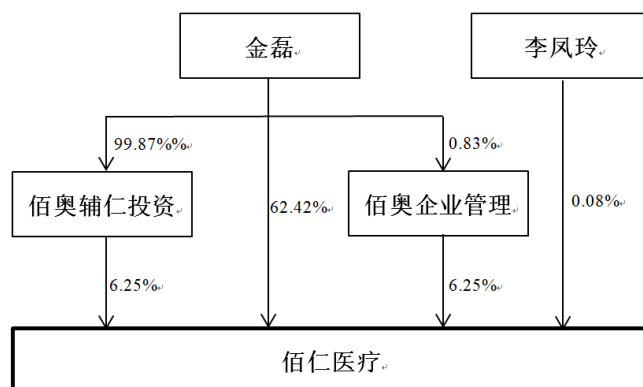 金磊
李凤玲
99.87%%
0.83%
佰奥辅仁投资
62.42%
佰奥企业管理
0.08%
6.25%
6.25%
佰仁医疗